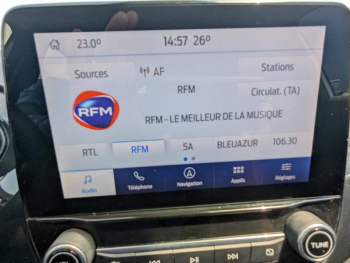 23.0° 14:57 26°
Sources AF Stations
RFM Circulat. (TA)
RFM
RFM - LE MEILLEUR DE LA MUSIQUE
RTL RFM 5A BLEUAZUR 106.30
Audio Téléphone Navigation Applis Réglages
TUNE